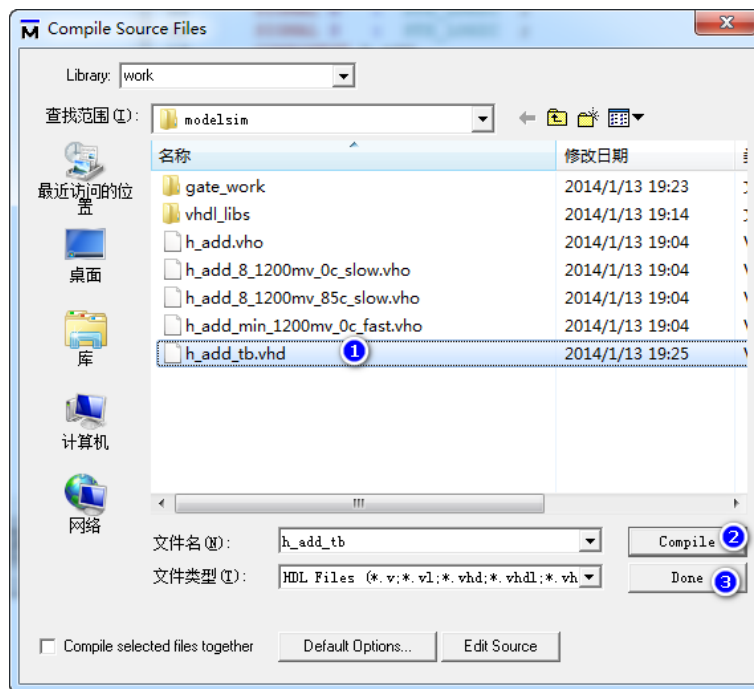 Compile Source Files
Library: work
查找范围(I): modelsim
名称 修改日期
gate_work 2014/1/13 19:23
vhdl_libs 2014/1/13 19:14
h_add.vho 2014/1/13 19:04
h_add_8_1200mv_0c_slow.vho 2014/1/13 19:04
h_add_8_1200mv_85c_slow.vho 2014/1/13 19:04
h_add_min_1200mv_0c_fast.vho 2014/1/13 19:04
h_add_tb.vhd 1 2014/1/13 19:25
最近访问的位
置
桌面
库
计算机
网络
文件名(N): h_add_tb Compile 2
文件类型(T): HDL Files (*.v;*.vl;*.vhd;*.vhdl;*.vh Done 3
Compile selected files together Default Options... Edit Source